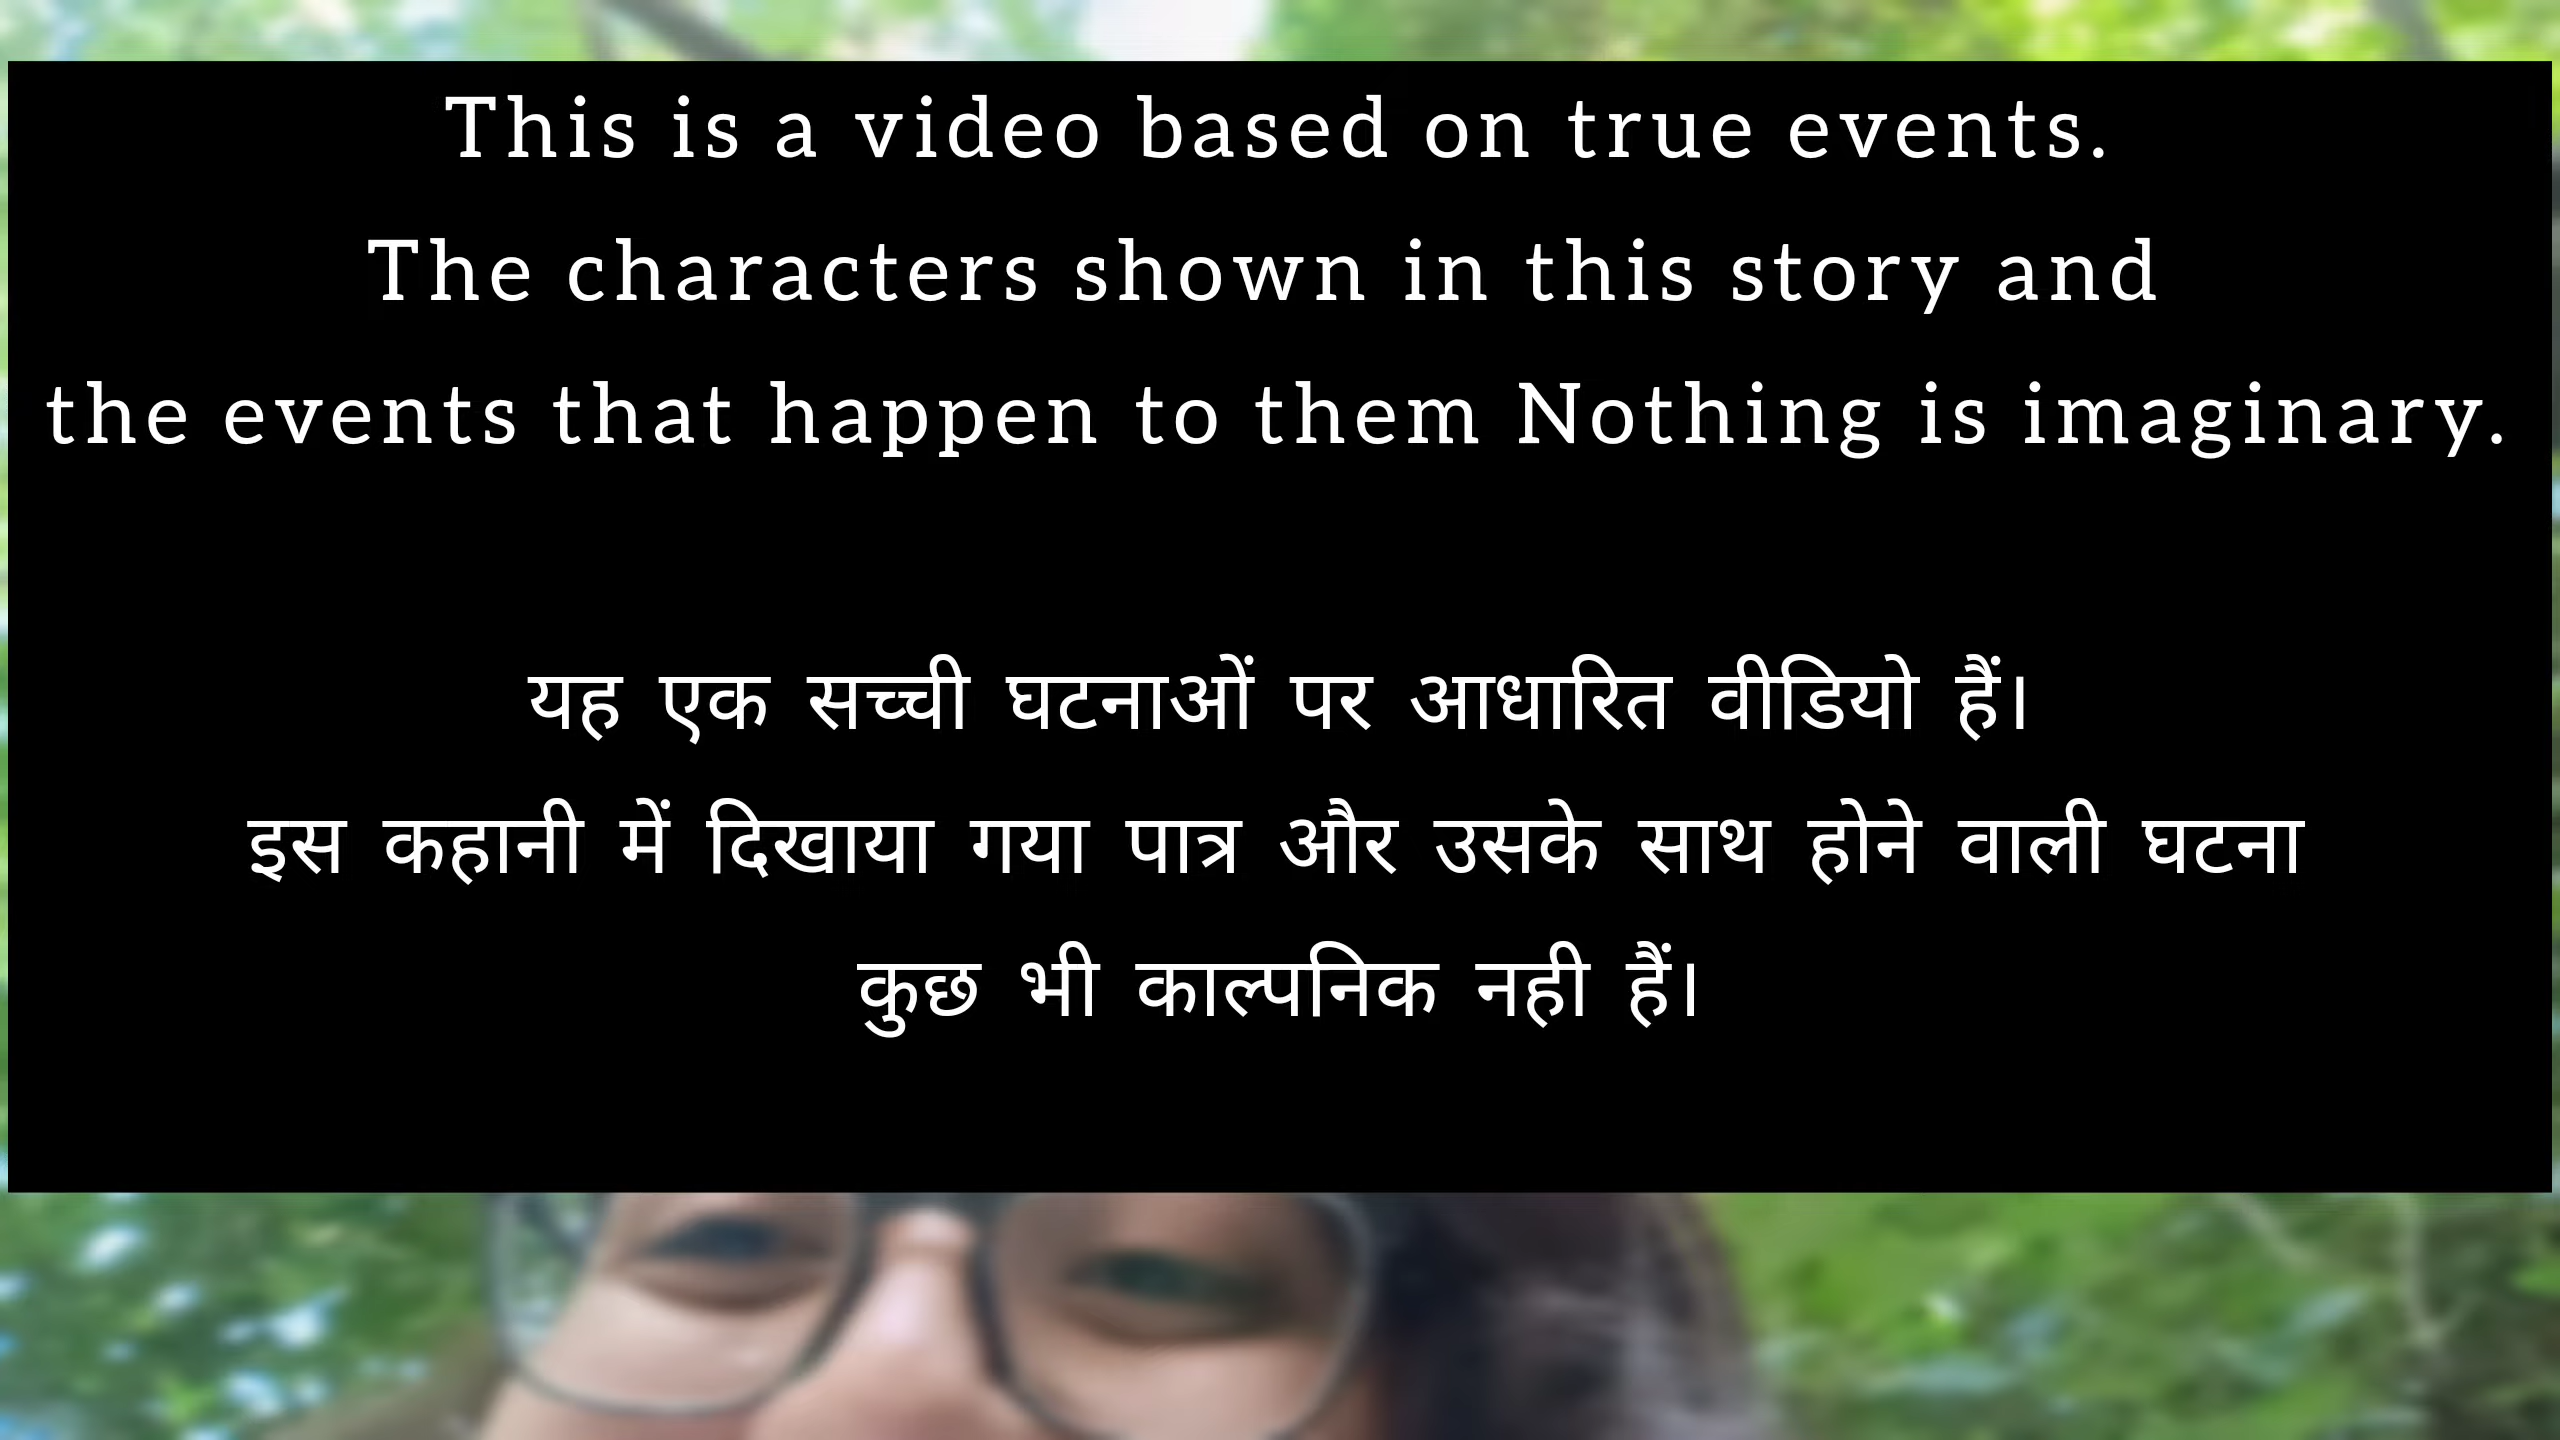 This is a video based on true events.
The characters shown in this story and
the events that happen to them Nothing is imaginary.
यह एक सच्ची घटनाओं पर आधारित वीडियो हैं।
इस कहानी में दिखाया गया पात्र और उसके साथ होने वाली घटना
कुछ भी काल्पनिक नही हैं।